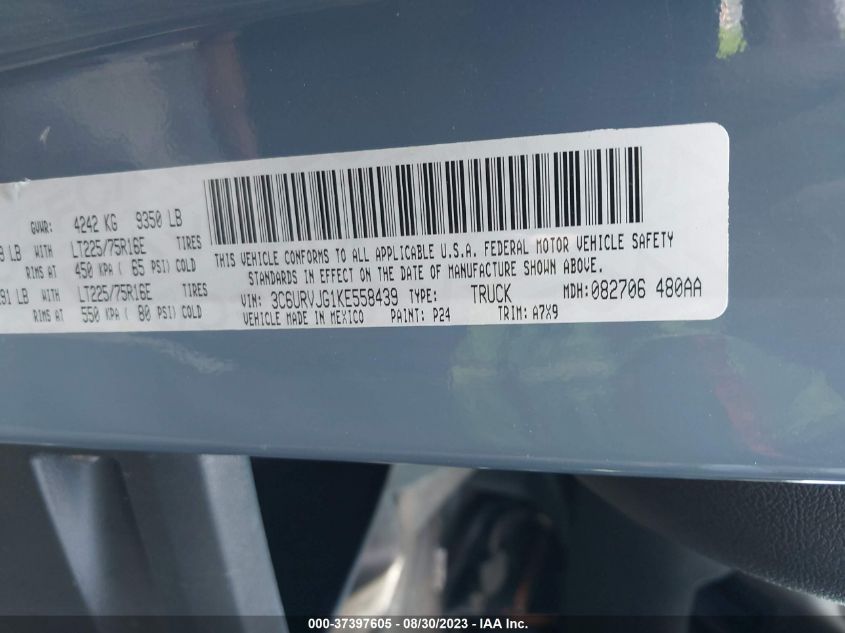 GVWR: 4242 KG 9350 LB
LB WITH LT225/75R16E TIRES
RIMS AT 450 KPA ( 65 PSI) COLD
LB WITH LT225/75R16E TIRES
RIMS AT 550 KPA ( 80 PSI) COLD
THIS VEHICLE CONFORMS TO ALL APPLICABLE U.S.A. FEDERAL MOTOR VEHICLE SAFETY
STANDARDS IN EFFECT ON THE DATE OF MANUFACTURE SHOWN ABOVE.
VIN: 3C6URVJG1KE558439 TYPE: TRUCK MDH: 082706 480AA
VEHICLE MADE IN MEXICO PAINT: P24 TRIM: A7X9
000-37397605 - 08/30/2023 - IAA Inc.